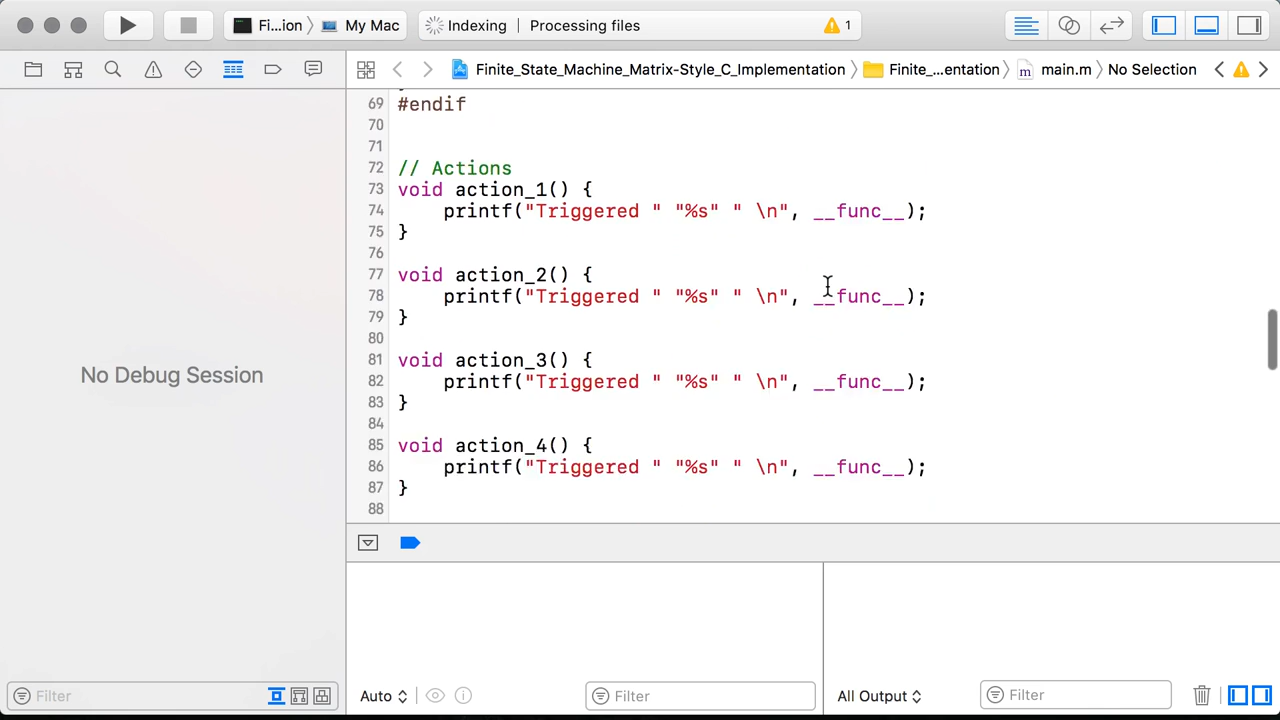 Fi...ion My Mac Indexing Processing files 1
Finite_State_Machine_Matrix-Style_C_Implementation Finite_...entation main.m No Selection
69 #endif
70
71
72 // Actions
73 void action_1() {
74 printf("Triggered " "%s" " \n", __func__);
75 }
76
77 void action_2() {
78 printf("Triggered " "%s" " \n", __func__);
79 }
80
81 void action_3() {
82 printf("Triggered " "%s" " \n", __func__);
83 }
84
85 void action_4() {
86 printf("Triggered " "%s" " \n", __func__);
87 }
88
No Debug Session
Filter
Auto
Filter
All Output
Filter